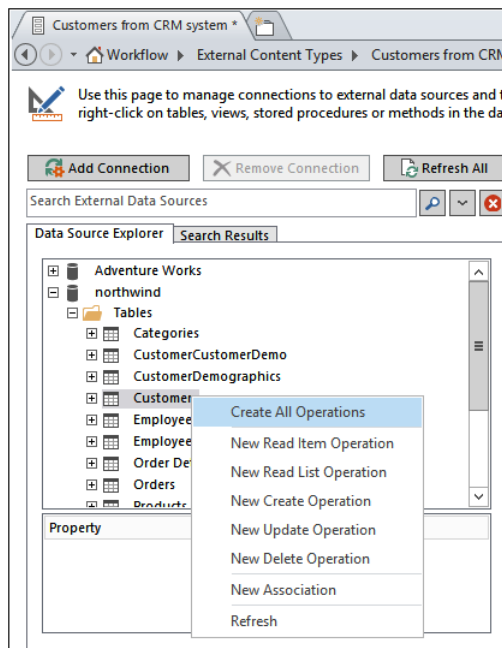 Customers from CRM system *
Workflow External Content Types Customers from CRM
Use this page to manage connections to external data sources and
right-click on tables, views, stored procedures or methods in the
Add Connection Remove Connection Refresh All
Search External Data Sources
Data Source Explorer Search Results
Adventure Works
northwind
Tables
Categories
CustomerCustomerDemo
CustomerDemographics
Customer
Create All Operations
Employee
New Read Item Operation
Employee
Order De
New Read List Operation
Orders
New Create Operation
Products
Property
New Update Operation
New Delete Operation
New Association
Refresh